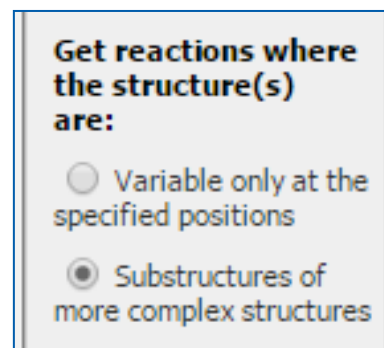 Get reactions where
the structure(s)
are:
Variable only at the
specified positions
Substructures of
more complex structures